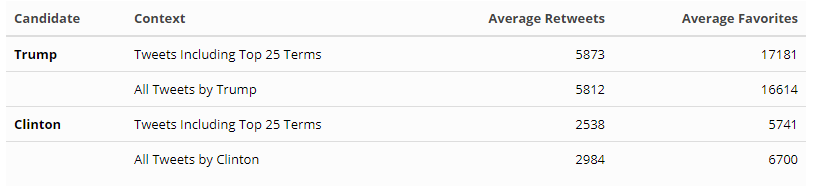 Candidate Context Average Retweets Average Favorites
Trump Tweets Including Top 25 Terms 5873 17181
All Tweets by Trump 5812 16614
Clinton Tweets Including Top 25 Terms 2538 5741
All Tweets by Clinton 2984 6700